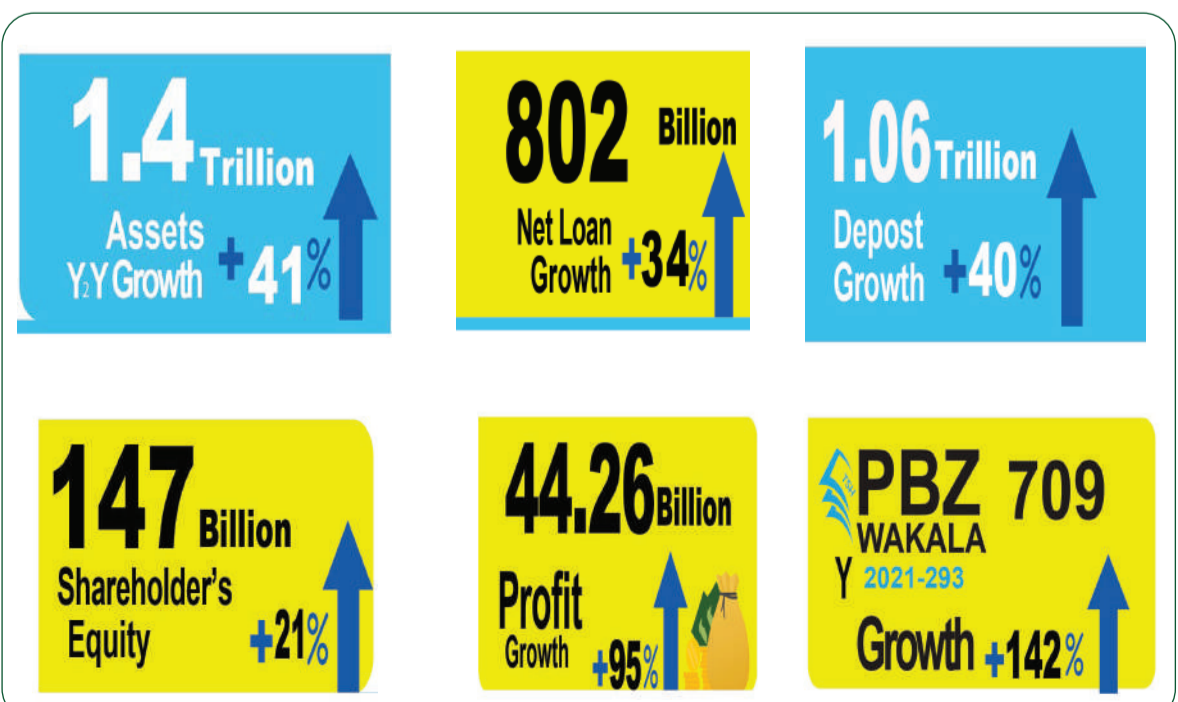 1.4 Trillion
Assets
Y2Y Growth +41%
802 Billion
Net Loan
Growth +34%
1.06 Trillion
Depost
Growth +40%
147 Billion
Shareholder's
Equity +21%
44.26 Billion
Profit
Growth +95%
TSH
PBZ 709
WAKALA
Y 2021-293
Growth +142%